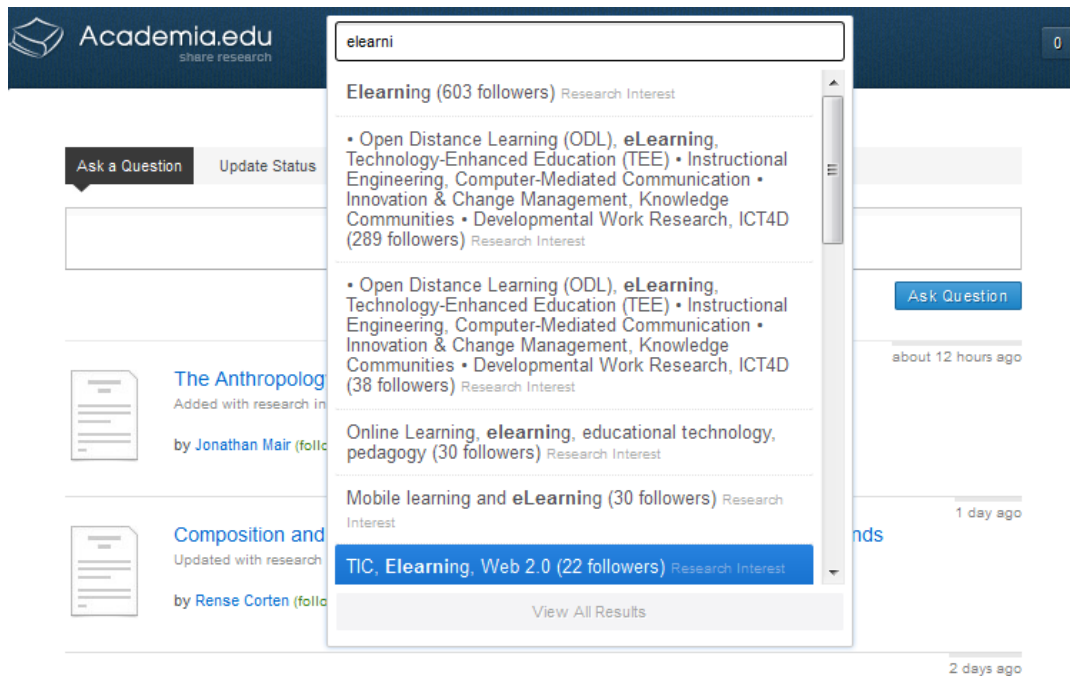 Academia.edu
share research
elearni
0
Elearning (603 followers) Research Interest
• Open Distance Learning (ODL), eLearning,
Technology-Enhanced Education (TEE) • Instructional
Engineering, Computer-Mediated Communication •
Innovation & Change Management, Knowledge
Communities • Developmental Work Research, ICT4D
(289 followers) Research Interest
• Open Distance Learning (ODL), eLearning,
Technology-Enhanced Education (TEE) • Instructional
Engineering, Computer-Mediated Communication •
Innovation & Change Management, Knowledge
Communities • Developmental Work Research, ICT4D
(38 followers) Research Interest
Online Learning, elearning, educational technology,
pedagogy (30 followers) Research Interest
Mobile learning and eLearning (30 followers) Research
Interest
TIC, Elearning, Web 2.0 (22 followers) Research Interest
View All Results
Ask a Question
Update Status
Ask Question
about 12 hours ago
The Anthropolog
Added with research in
by Jonathan Mair (follo
1 day ago
Composition and nds
Updated with research
by Rense Corten (follo
2 days ago